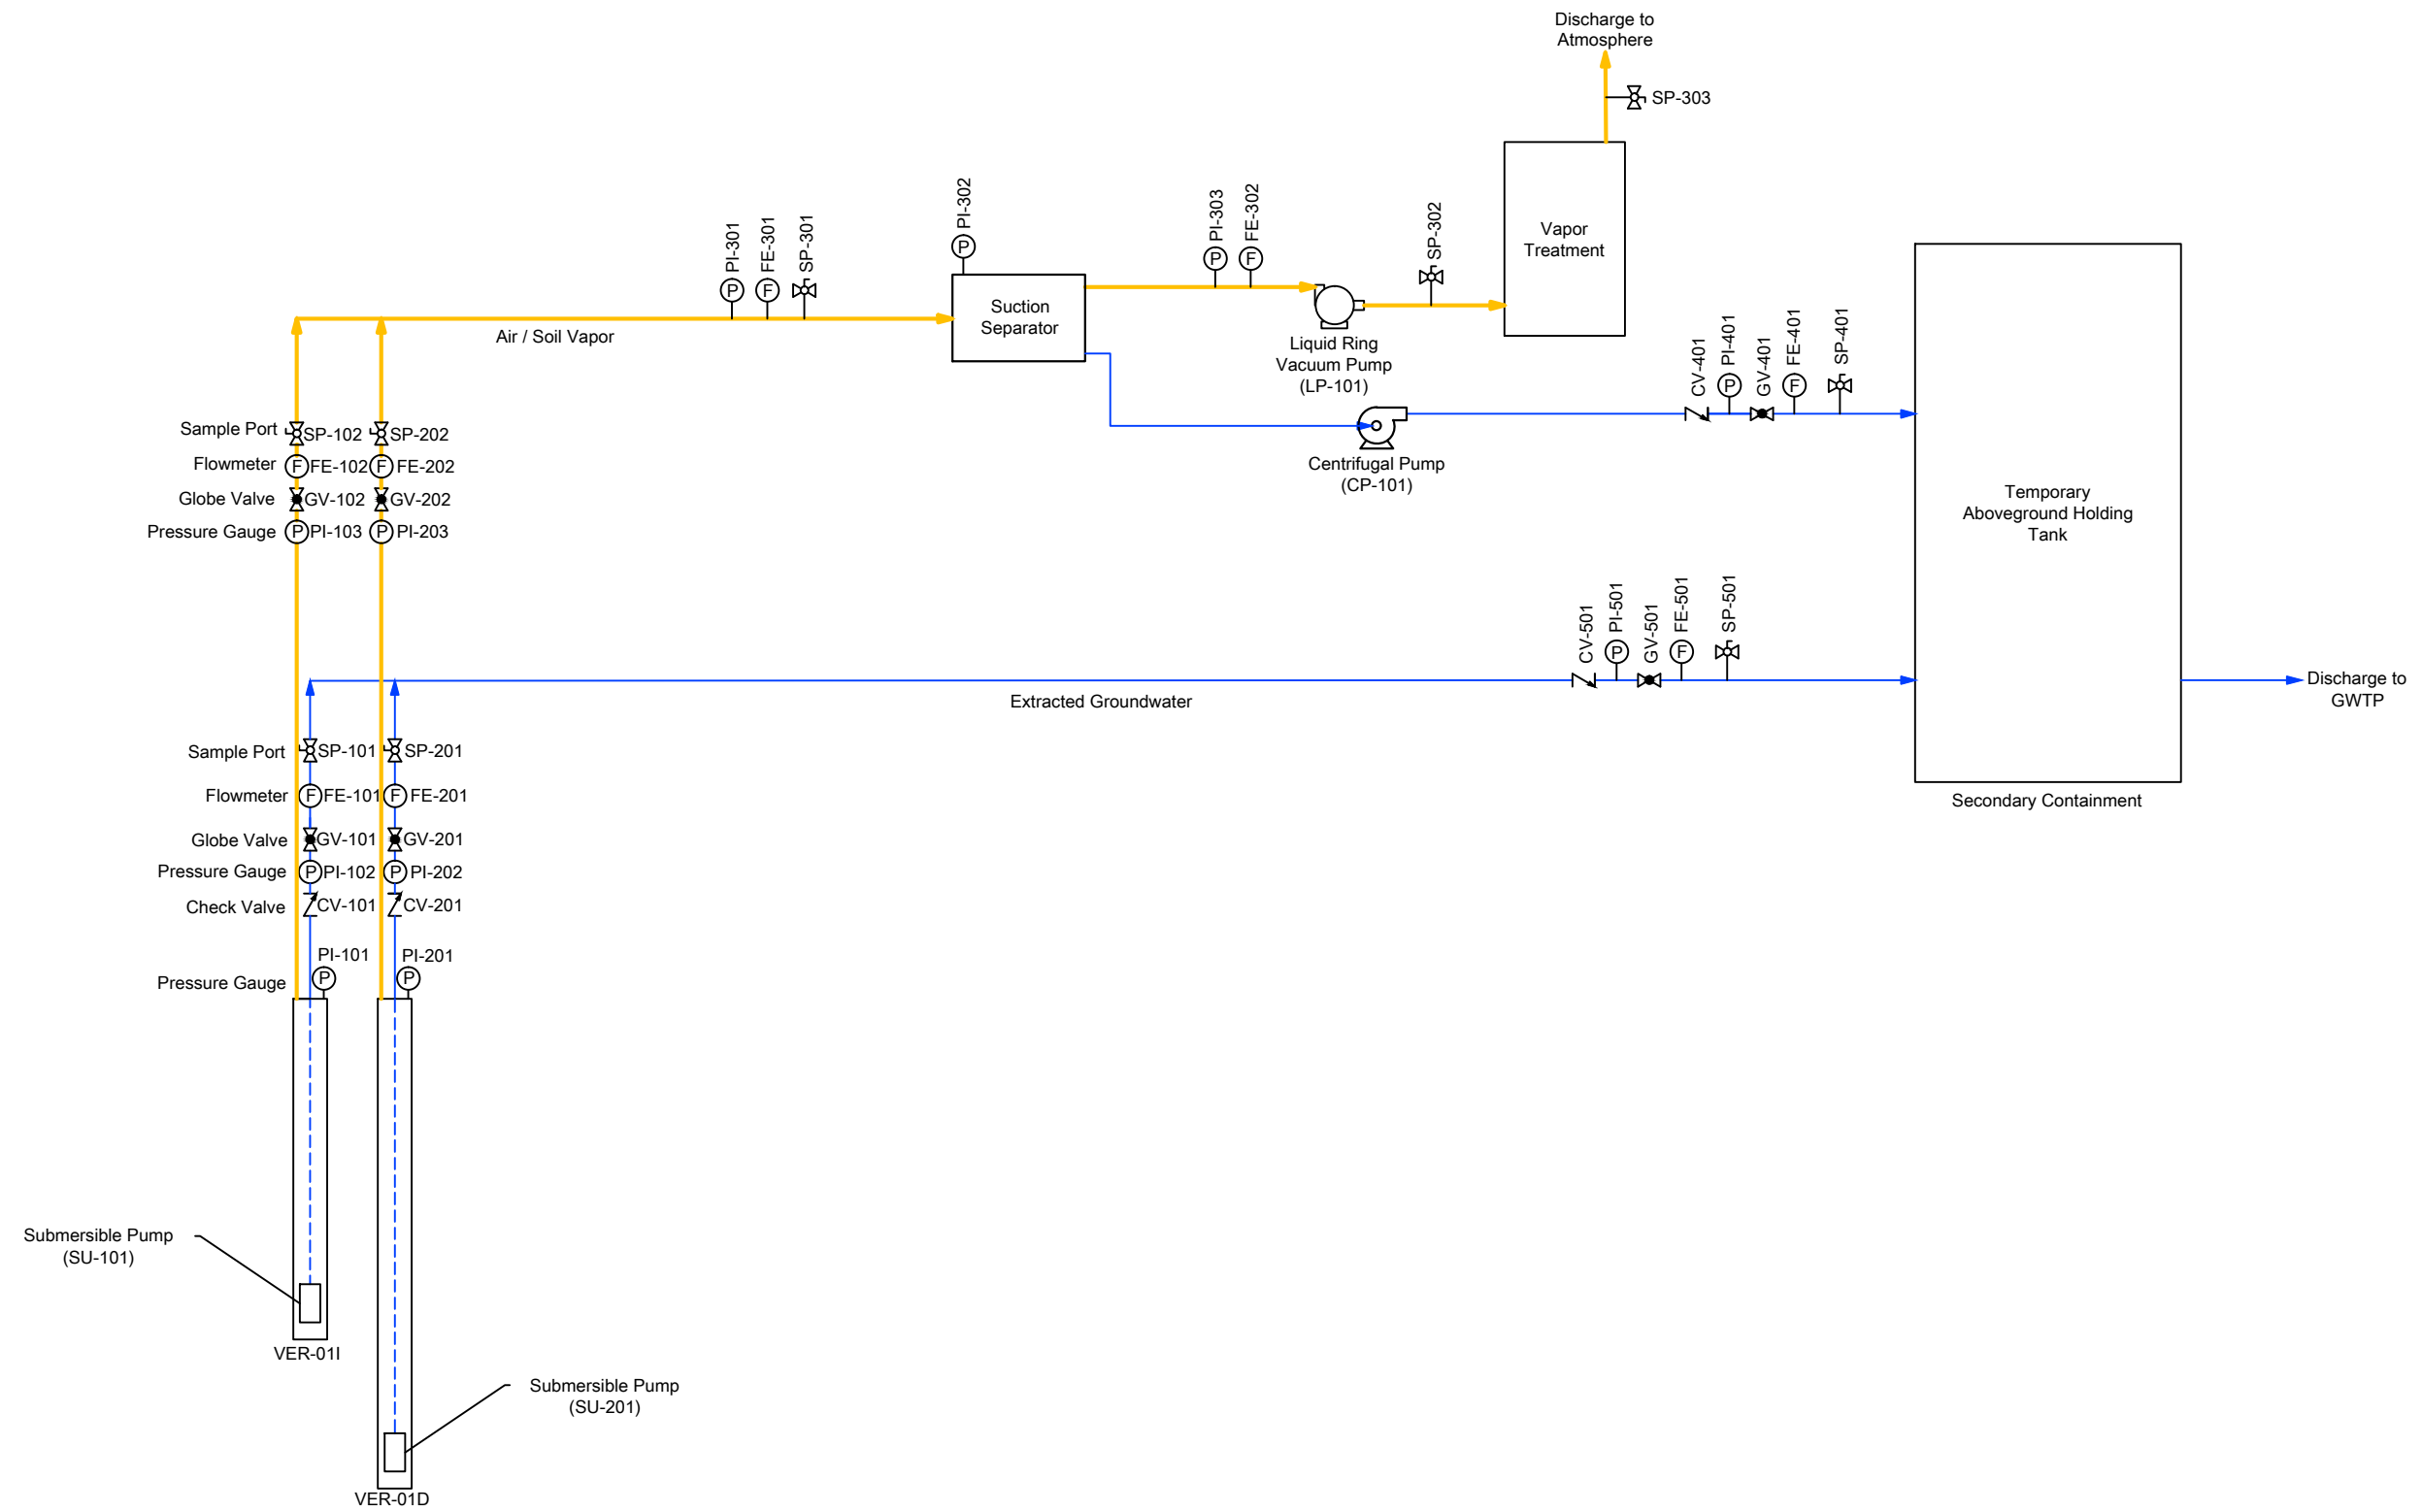 Discharge to
Atmosphere
SP-303
PI-302
PI-303
FE-302
SP-302
Vapor
Treatment
PI-301
FE-301
SP-301
P
P
F
P
F
Suction
Separator
Air / Soil Vapor
Liquid Ring
Vacuum Pump
(LP-101)
CV-401
PI-401
GV-401
FE-401
SP-401
P
F
Sample Port
SP-102
SP-202
Flowmeter
F
FE-102
F
FE-202
Globe Valve
GV-102
GV-202
Pressure Gauge
P
PI-103
P
PI-203
Centrifugal Pump
(CP-101)
Temporary
Aboveground Holding
Tank
CV-501
PI-501
GV-501
FE-501
SP-501
P
F
Extracted Groundwater
Discharge to
GWTP
Sample Port
SP-101
SP-201
Flowmeter
F
FE-101
F
FE-201
Secondary Containment
Globe Valve
GV-101
GV-201
Pressure Gauge
P
PI-102
P
PI-202
Check Valve
CV-101
CV-201
PI-101
PI-201
Pressure Gauge
P
P
Submersible Pump
(SU-101)
VER-01I
Submersible Pump
(SU-201)
VER-01D